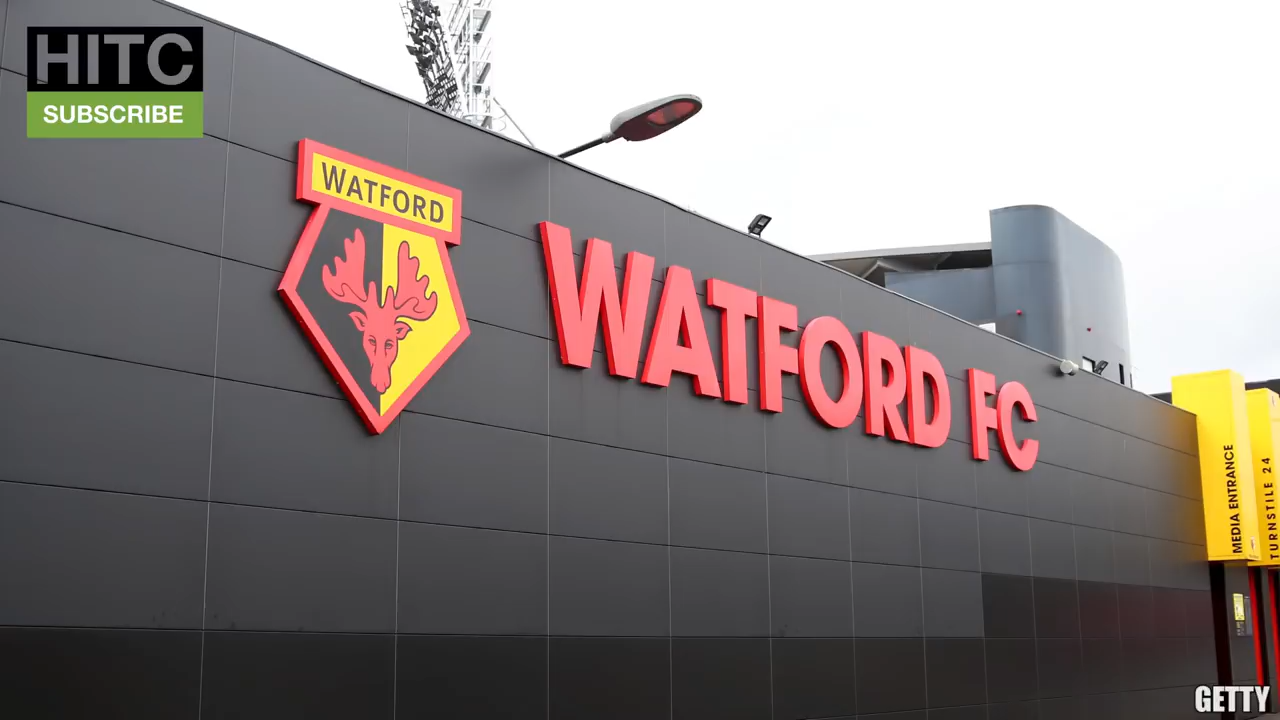 HITC
SUBSCRIBE
WATFORD
WATFORD FC
MEDIA ENTRANCE
TURNSTILE 24
GETTY